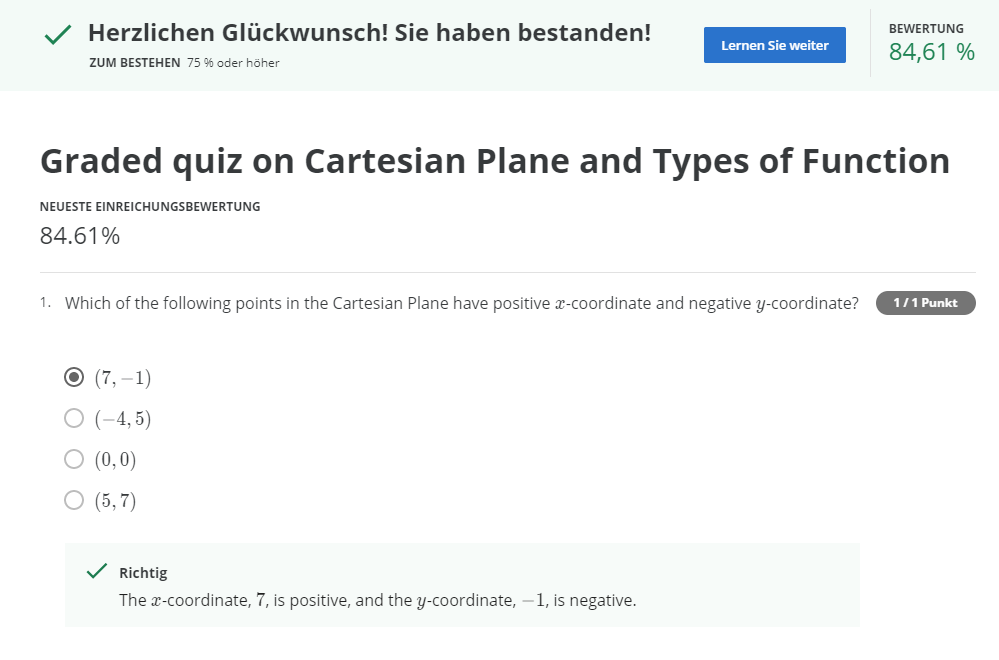 Herzlichen Glückwunsch! Sie haben bestanden!
ZUM BESTEHEN 75 % oder höher
Lernen Sie weiter
BEWERTUNG
84,61 %
Graded quiz on Cartesian Plane and Types of Function
NEUESTE EINREICHUNGSBEWERTUNG
84.61%
1. Which of the following points in the Cartesian Plane have positive x-coordinate and negative y-coordinate?
1 / 1 Punkt
(7, −1)
(−4, 5)
(0, 0)
(5, 7)
Richtig
The x-coordinate, 7, is positive, and the y-coordinate, −1, is negative.